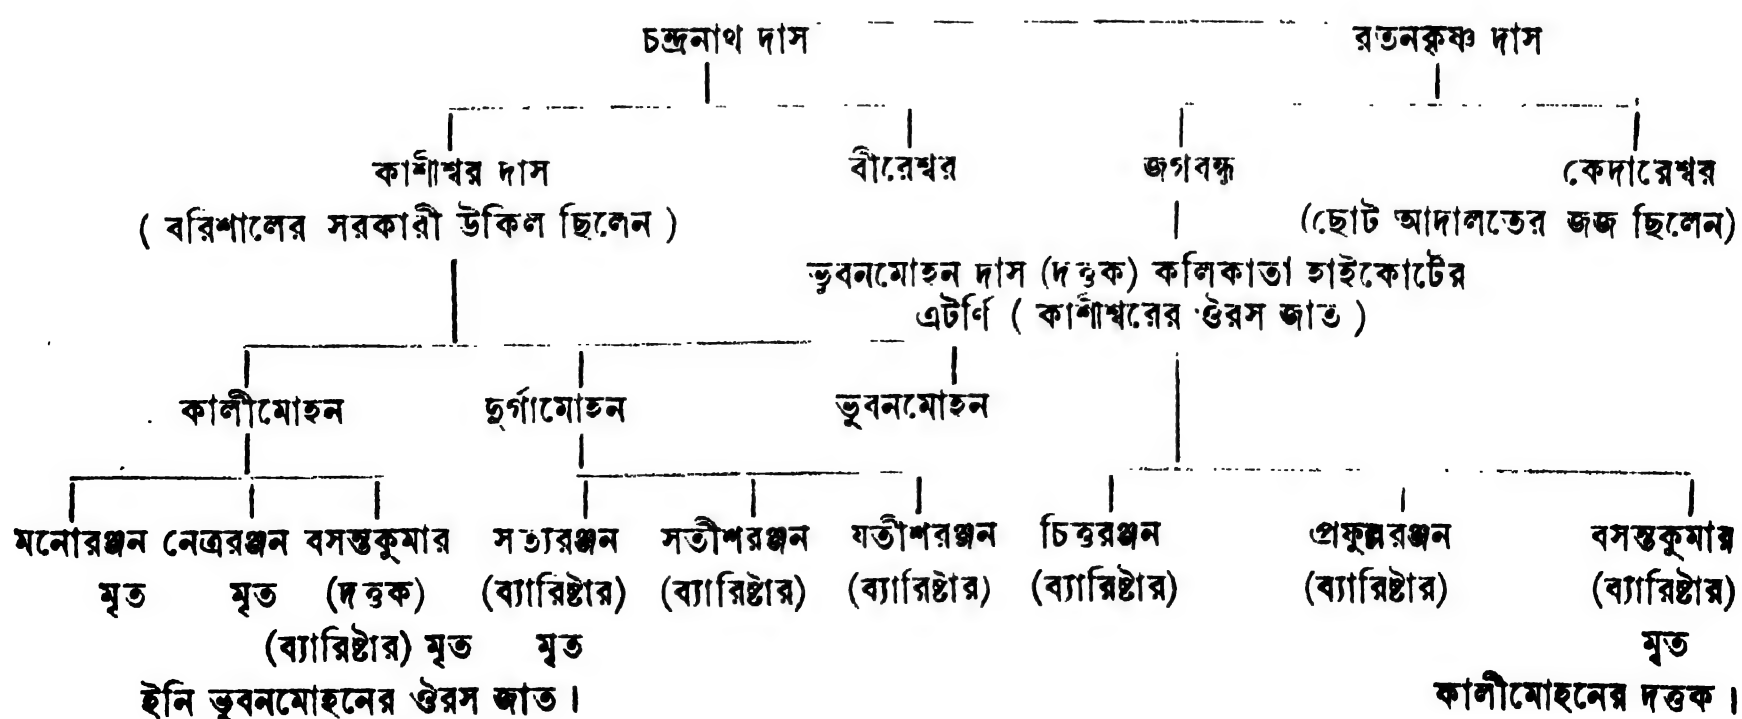 চন্দ্রনাথ দাস রতনকৃষ্ণ দাস
কাশীশ্বর দাস বীরেশ্বর জগবন্ধু কেদারেশ্বর
( বরিশালের সরকারী উকিল ছিলেন ) (ছোট আদালতের জজ ছিলেন)
ভুবনমোহন দাস (দত্তক) কলিকাতা হাইকোর্টের
এটর্ণি ( কাশীশ্বরের ঔরস জাত )
কালীমোহন দুর্গামোহন ভুবনমোহন
মনোরঞ্জন নেত্ররঞ্জন বসন্তকুমার সত্যরঞ্জন সতীশরঞ্জন যতীশরঞ্জন চিত্তরঞ্জন প্রফুল্লরঞ্জন বসন্তকুমার
মৃত মৃত (দত্তক) (ব্যারিষ্টার) (ব্যারিষ্টার) (ব্যারিষ্টার) (ব্যারিষ্টার) (ব্যারিষ্টার) (ব্যারিষ্টার)
(ব্যারিষ্টার) মৃত মৃত মৃত
ইনি ভুবনমোহনের ঔরস জাত । কালীমোহনের দত্তক ।